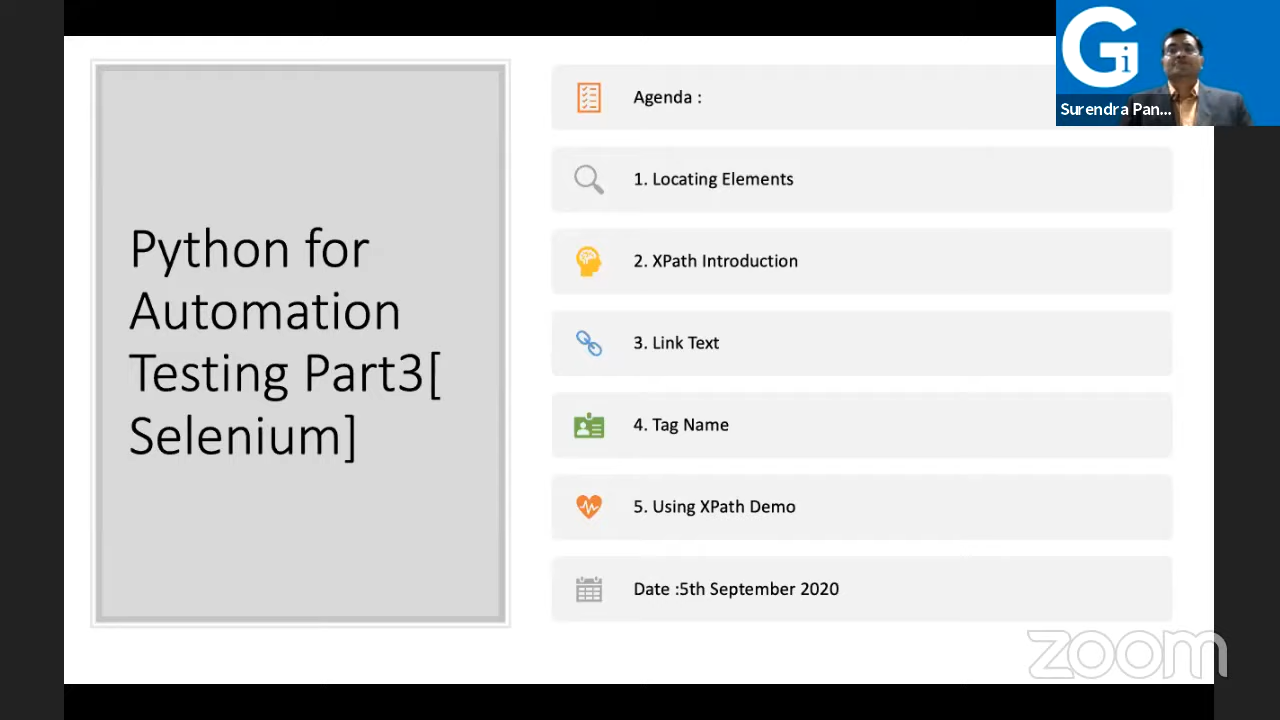 Python for
Automation
Testing Part3[
Selenium]
Agenda :
1. Locating Elements
2. XPath Introduction
3. Link Text
4. Tag Name
5. Using XPath Demo
Date :5th September 2020
Gi
Surendra Pan...
zoom